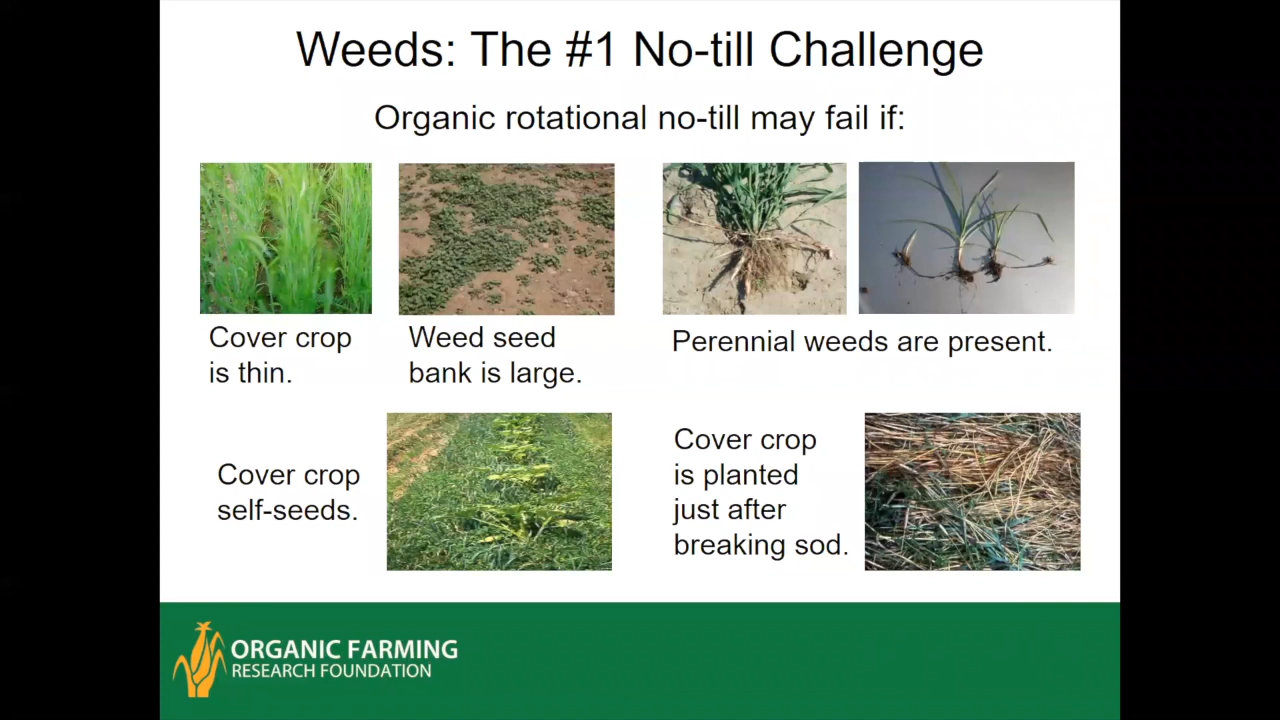 Weeds: The #1 No-till Challenge
Organic rotational no-till may fail if:
Cover crop
is thin.
Weed seed
bank is large.
Perennial weeds are present.
Cover crop
self-seeds.
Cover crop
is planted
just after
breaking sod.
ORGANIC FARMING
RESEARCH FOUNDATION